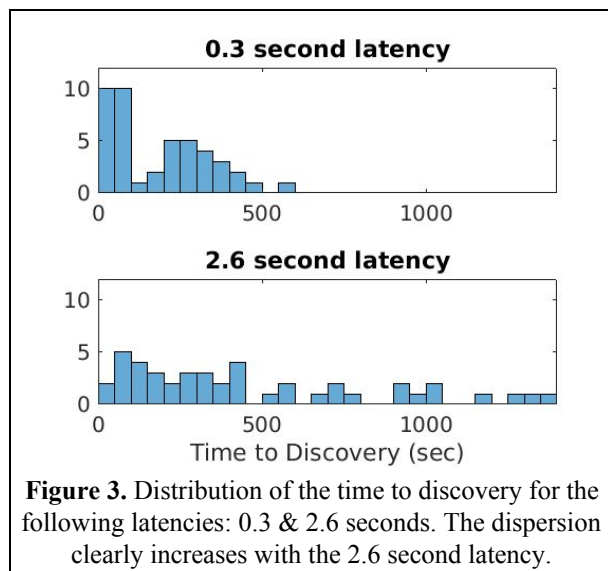 0.3 second latency
10
5
0
0
500
1000
2.6 second latency
10
5
0
0
500
1000
Time to Discovery (sec)
Figure 3. Distribution of the time to discovery for the
following latencies: 0.3 & 2.6 seconds. The dispersion
clearly increases with the 2.6 second latency.